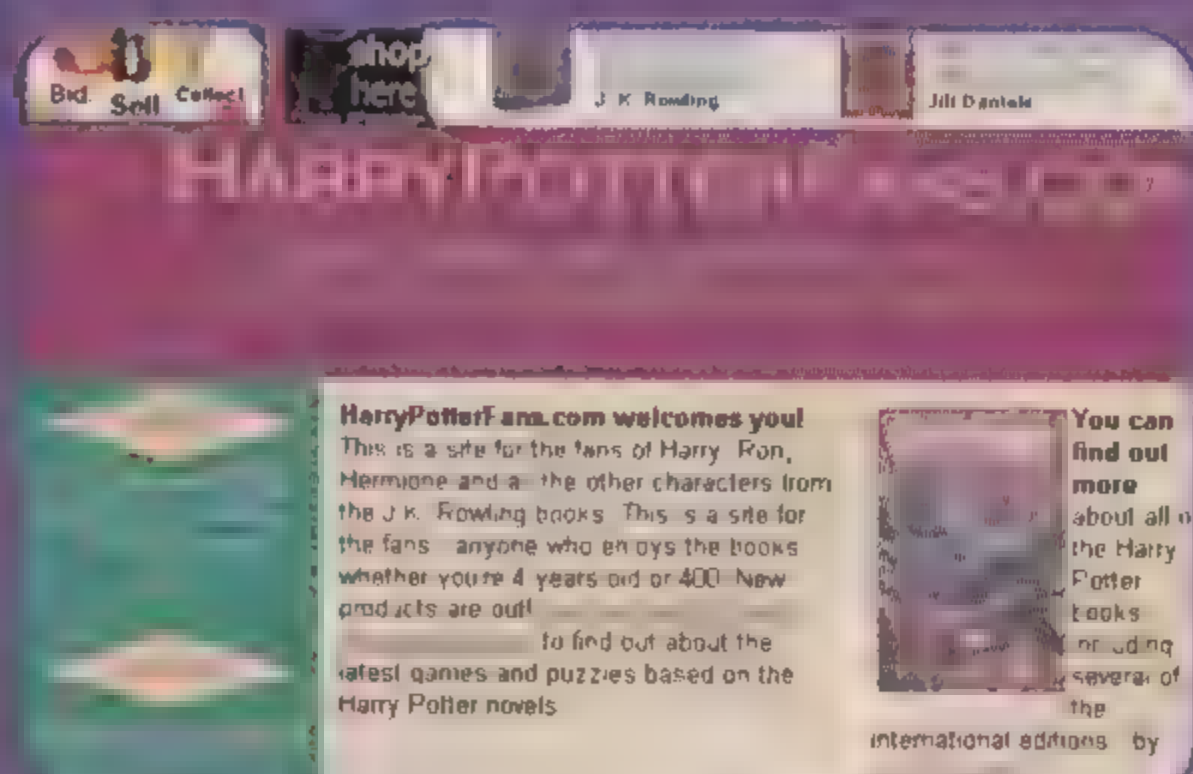 Bid. Sell Collect
shop
here
J K Rowling
Jill Daniels
HarryPotterFans.com welcomes you!
This is a site for the fans of Harry Ron,
Hermione and the other characters from
the J.K. Rowling books This is a site for
the fans anyone who enjoys the books
whether you're 4 years old or 400 New
products are out!
to find out about the
latest games and puzzles based on the
Harry Potter novels
You can
find out
more
about all
the Harry
Potter
books
including
several of
the
international editions by